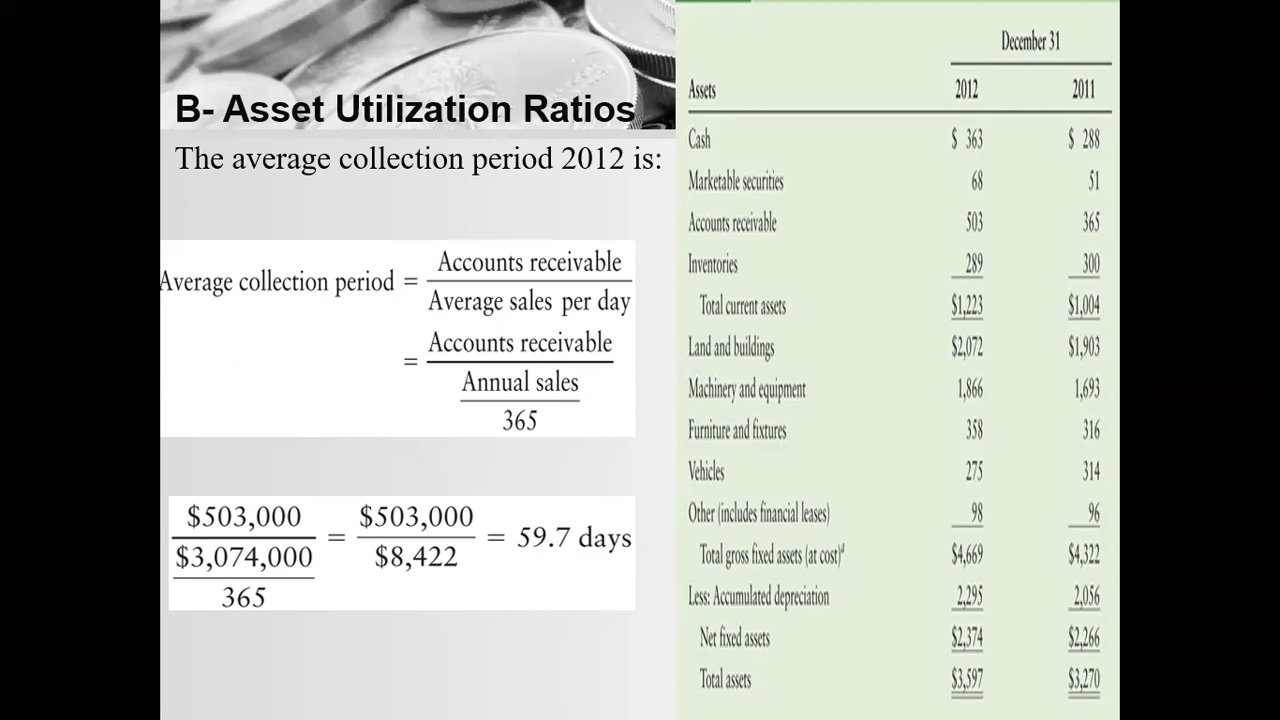 B- Asset Utilization Ratios
The average collection period 2012 is:
Average collection period = Accounts receivable / Average sales per day
= Accounts receivable / Annual sales / 365
$503,000 / $3,074,000 / 365 = $503,000 / $8,422 = 59.7 days
December 31
Assets 2012 2011
Cash $ 363 $ 288
Marketable securities 68 51
Accounts receivable 503 365
Inventories 289 300
Total current assets $1,223 $1,004
Land and buildings $2,072 $1,903
Machinery and equipment 1,866 1,693
Furniture and fixtures 358 316
Vehicles 275 314
Other (includes financial leases) 98 96
Total gross fixed assets (at cost)d $4,669 $4,322
Less: Accumulated depreciation 2,295 2,056
Net fixed assets $2,374 $2,266
Total assets $3,597 $3,270